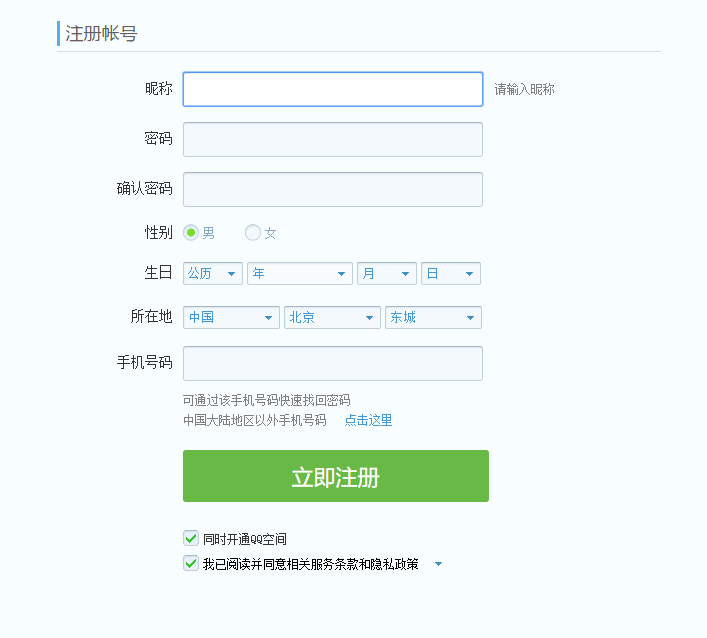 注册帐号
昵称 请输入昵称
密码
确认密码
性别 男 女
生日 公历 年 月 日
所在地 中国 北京 东城
手机号码
可通过该手机号码快速找回密码
中国大陆地区以外手机号码 点击这里
立即注册
同时开通QQ空间
我已阅读并同意相关服务条款和隐私政策